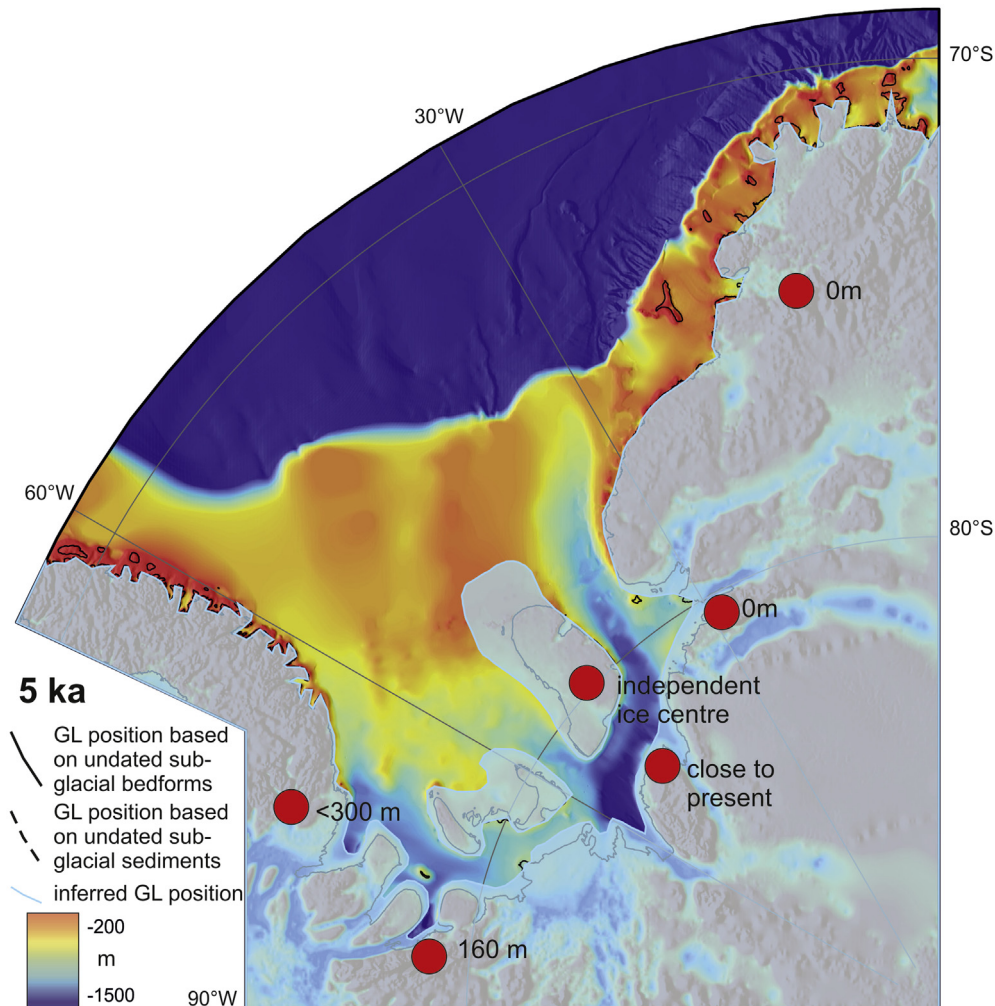 70°S
30°W
0m
60°W
80°S
0m
independent
ice centre
5 ka
close to
present
GL position based
on undated sub-
glacial bedforms
<300 m
GL position based
on undated sub-
glacial sediments
inferred GL position
-200
m
-1500
160 m
90°W